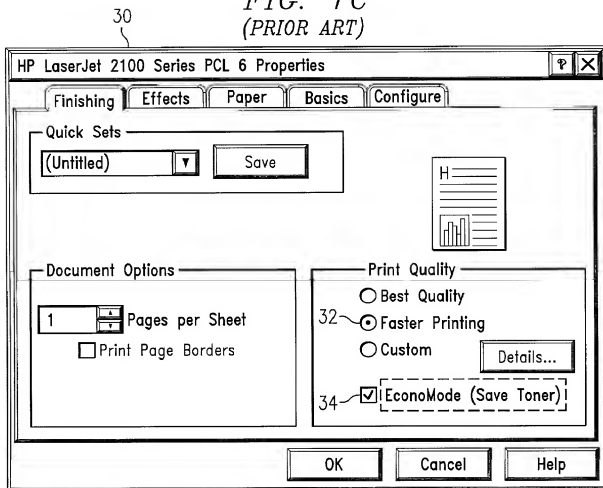 30
FIG. 1C
(PRIOR ART)
HP LaserJet 2100 Series PCL 6 Properties ? X
Finishing Effects Paper Basics Configure
Quick Sets
(Untitled) Save
H
Document Options
1 Pages per Sheet
Print Page Borders
Print Quality
Best Quality
32 Faster Printing
Custom Details...
34 EconoMode (Save Toner)
OK Cancel Help